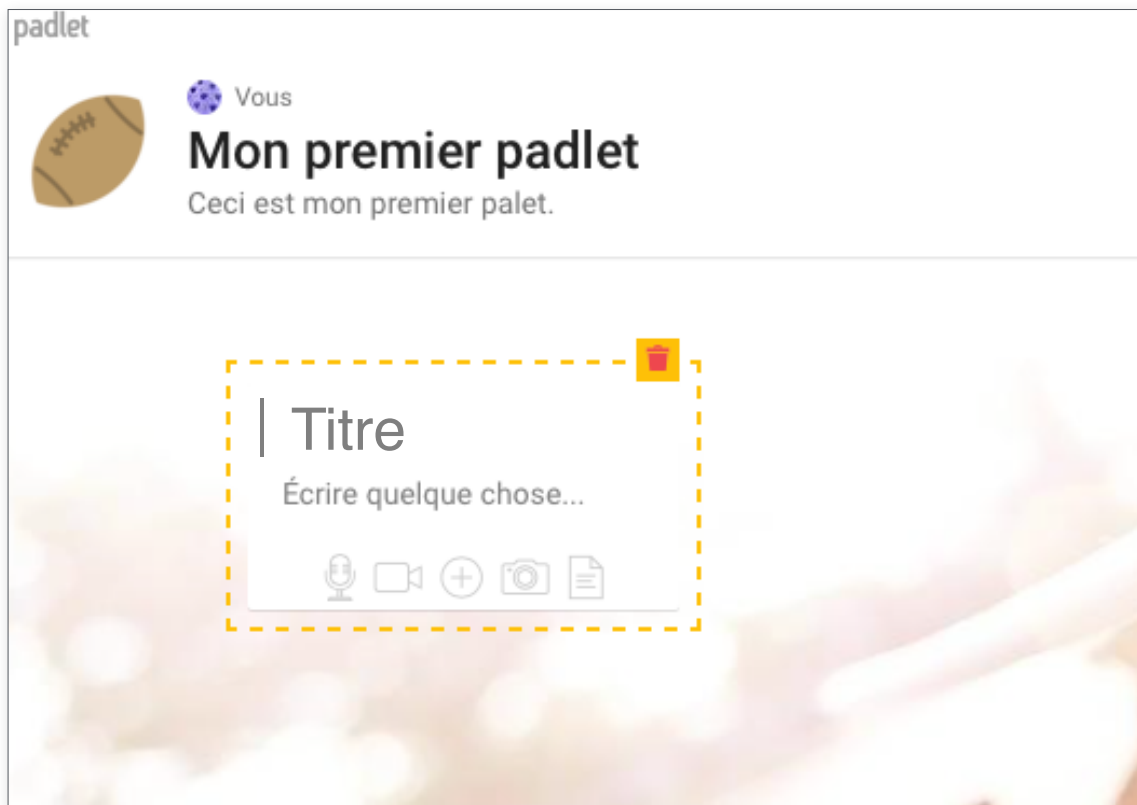 padlet
Vous
Mon premier padlet
Ceci est mon premier palet.
Titre
Écrire quelque chose...